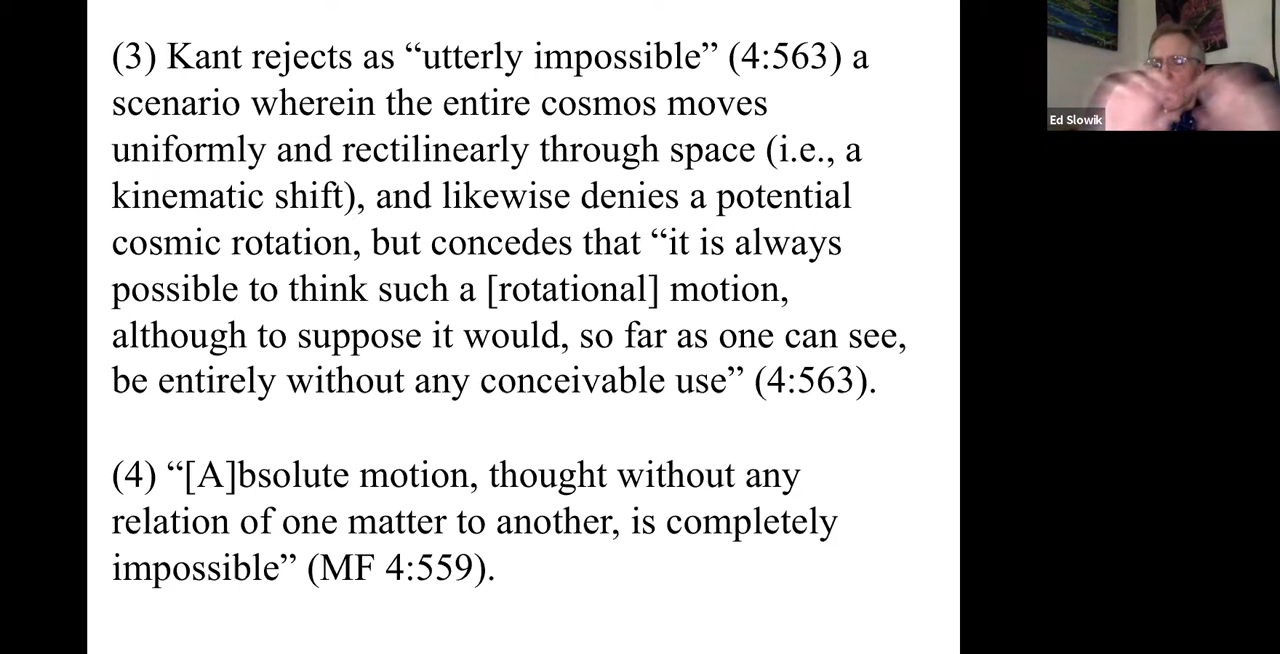 (3) Kant rejects as “utterly impossible” (4:563) a
scenario wherein the entire cosmos moves
uniformly and rectilinearly through space (i.e., a
kinematic shift), and likewise denies a potential
cosmic rotation, but concedes that “it is always
possible to think such a [rotational] motion,
although to suppose it would, so far as one can see,
be entirely without any conceivable use” (4:563).
(4) “[A]bsolute motion, thought without any
relation of one matter to another, is completely
impossible” (MF 4:559).
Ed Slowik